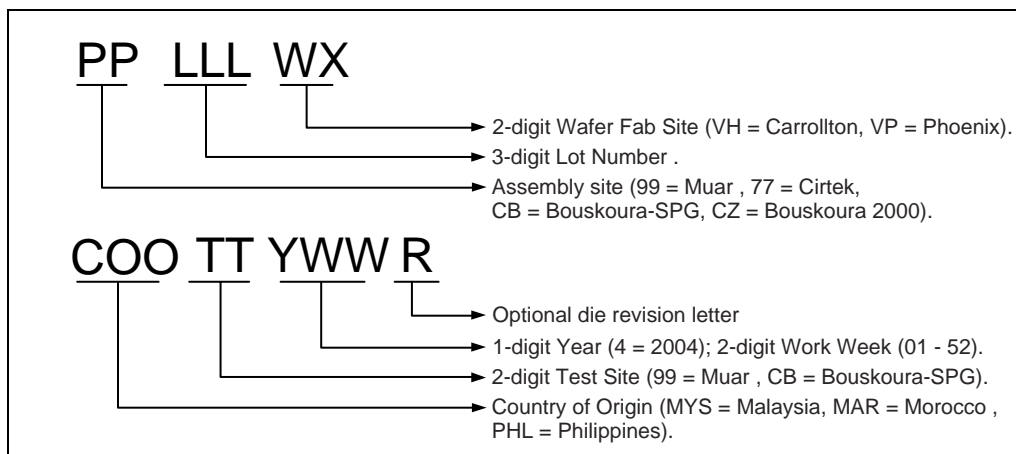 PP LLL WX
2-digit Wafer Fab Site (VH = Carrollton, VP = Phoenix).
3-digit Lot Number .
Assembly site (99 = Muar , 77 = Cirtek,
CB = Bouskoura-SPG, CZ = Bouskoura 2000).
COO TT YWW R
Optional die revision letter
1-digit Year (4 = 2004); 2-digit Work Week (01 - 52).
2-digit Test Site (99 = Muar , CB = Bouskoura-SPG).
Country of Origin (MYS = Malaysia, MAR = Morocco ,
PHL = Philippines).